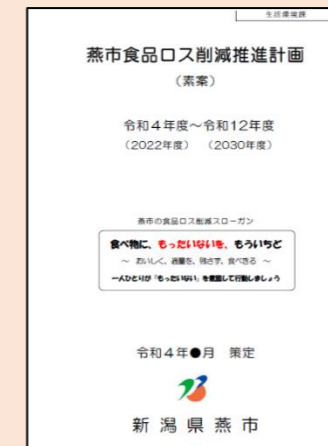 生活環境課
燕市食品ロス削減推進計画
（素案）
令和４年度～令和12年度
（2022年度）　（2030年度）
燕市の食品ロス削減スローガン
食べ物に、もったいないを、もういちど
～ おいしく、適量を、残さず、食べきる ～
一人ひとりが「もったいない」を意識して行動しましょう
令和４年●月　策定
新潟県燕市